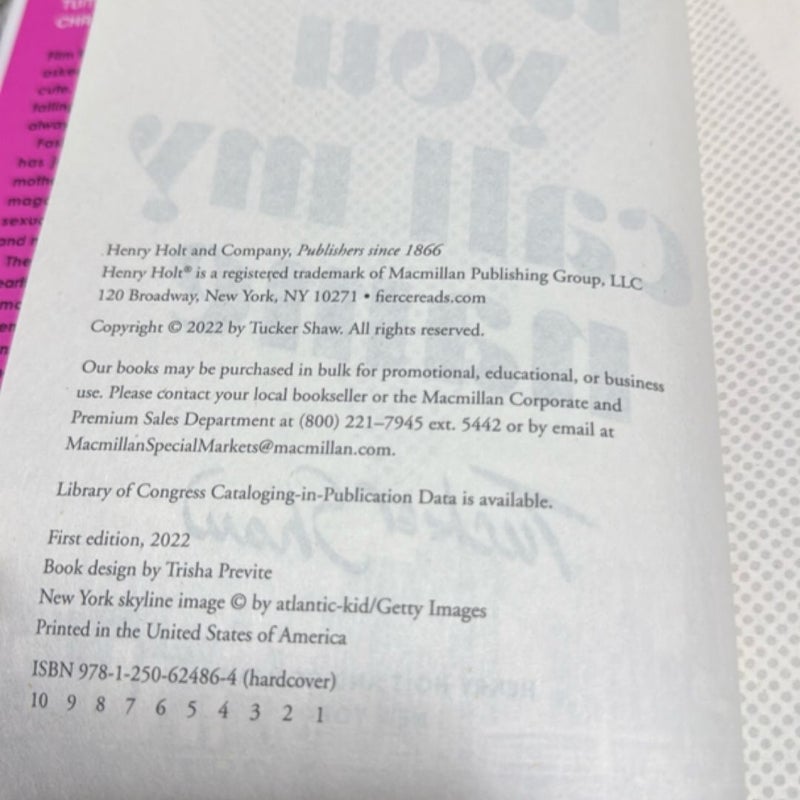 Henry Holt and Company, Publishers since 1866
Henry Holt® is a registered trademark of Macmillan Publishing Group, LLC
120 Broadway, New York, NY 10271 • fiercereads.com
Copyright © 2022 by Tucker Shaw. All rights reserved.
Our books may be purchased in bulk for promotional, educational, or business
use. Please contact your local bookseller or the Macmillan Corporate and
Premium Sales Department at (800) 221–7945 ext. 5442 or by email at
MacmillanSpecialMarkets@macmillan.com.
Library of Congress Cataloging-in-Publication Data is available.
First edition, 2022
Book design by Trisha Previte
New York skyline image © by atlantic-kid/Getty Images
Printed in the United States of America
ISBN 978-1-250-62486-4 (hardcover)
10 9 8 7 6 5 4 3 2 1
you
call my
Tucker Shaw